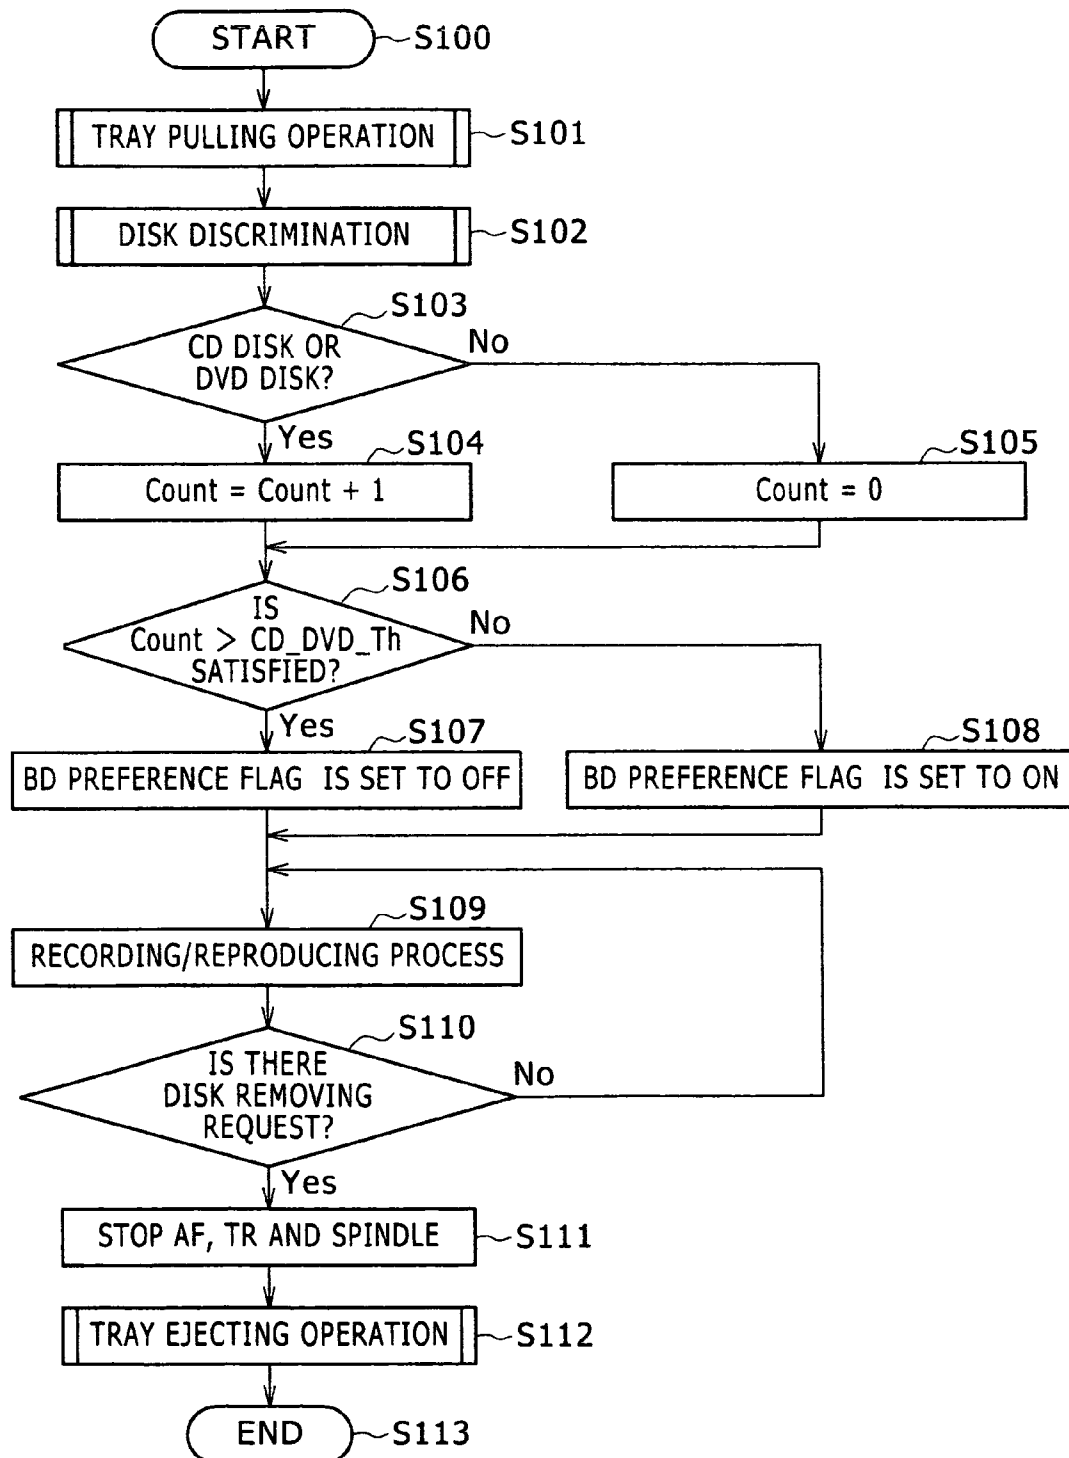 START
S100
TRAY PULLING OPERATION
S101
DISK DISCRIMINATION
S102
S103
CD DISK OR
DVD DISK?
No
Yes
S104
S105
Count = Count + 1
Count = 0
S106
IS
Count > CD_DVD_Th
SATISFIED?
No
Yes
S107
S108
BD PREFERENCE FLAG IS SET TO OFF
BD PREFERENCE FLAG IS SET TO ON
S109
RECORDING/REPRODUCING PROCESS
S110
IS THERE
DISK REMOVING
REQUEST?
No
Yes
STOP AF, TR AND SPINDLE
S111
TRAY EJECTING OPERATION
S112
END
S113